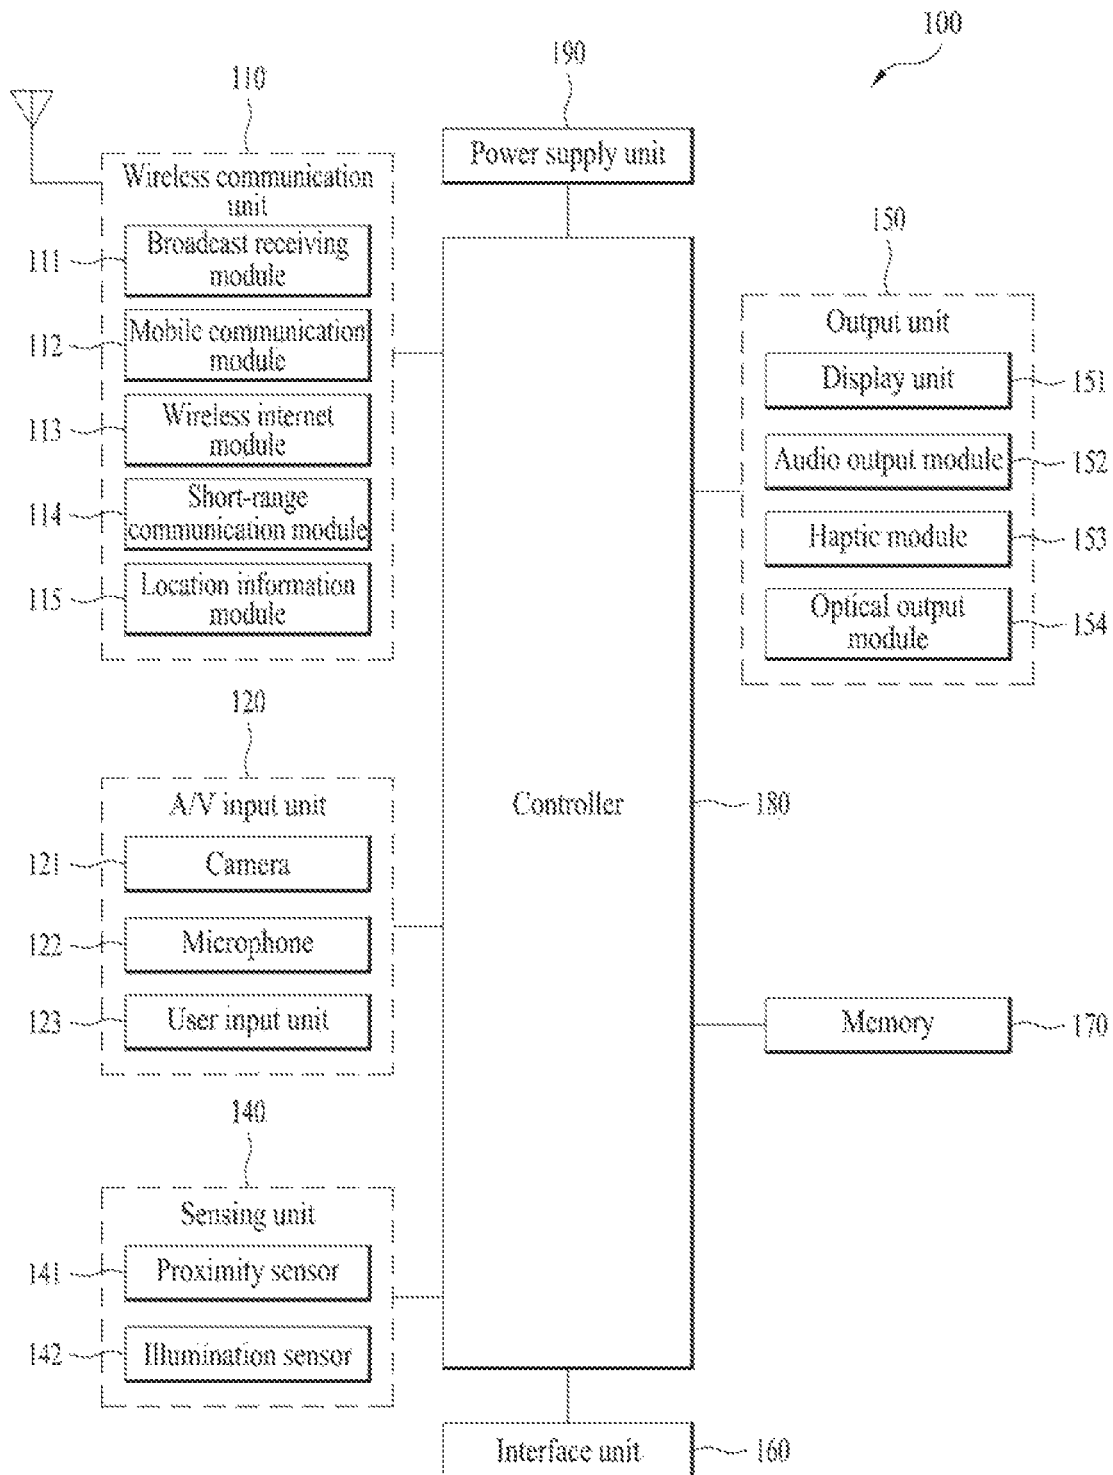 100
190
Power supply unit
110
Wireless communication
unit
111
Broadcast receiving
module
112
Mobile communication
module
113
Wireless internet
module
114
Short-range
communication module
115
Location information
module
120
A/V input unit
121
Camera
122
Microphone
123
User input unit
140
Sensing unit
141
Proximity sensor
142
Illumination sensor
Controller
180
150
Output unit
Display unit
151
Audio output module
152
Haptic module
153
Optical output
module
154
Memory
170
Interface unit
160